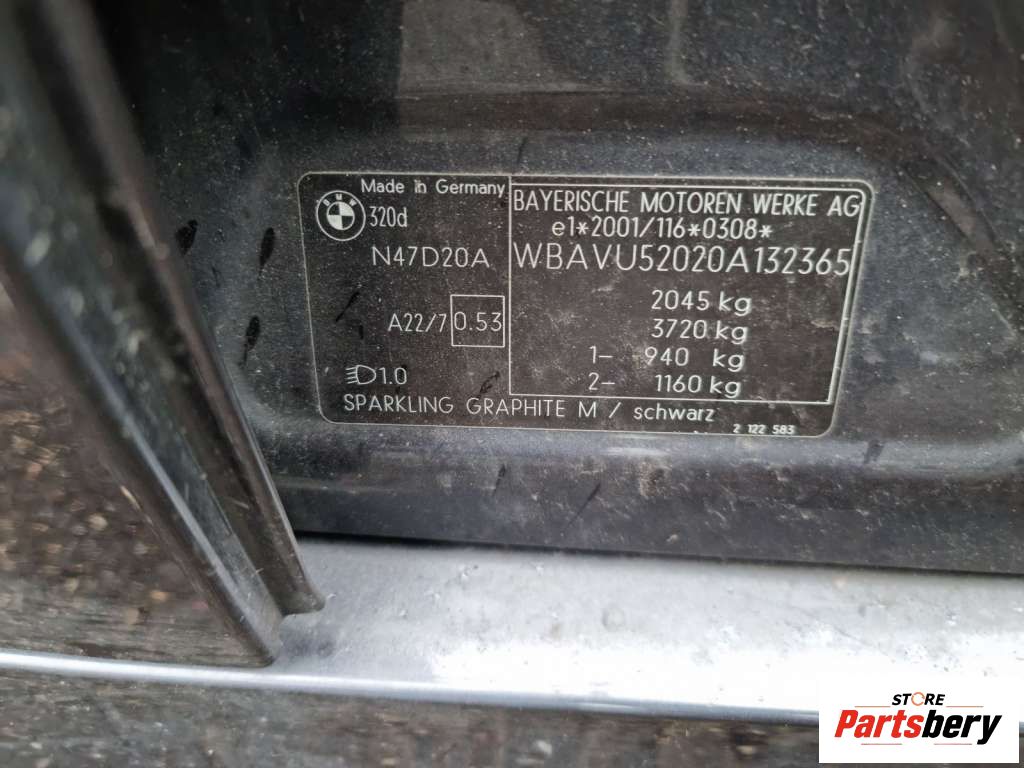 Made in Germany
BMW
320d
N47D20A
A22/7 0.53
1.0
SPARKLING GRAPHITE M / schwarz
BAYERISCHE MOTOREN WERKE AG
e1*2001/116*0308*
WBAVU52020A132365
2045 kg
3720 kg
1- 940 kg
2- 1160 kg
2 122 583
STORE
Partsbery